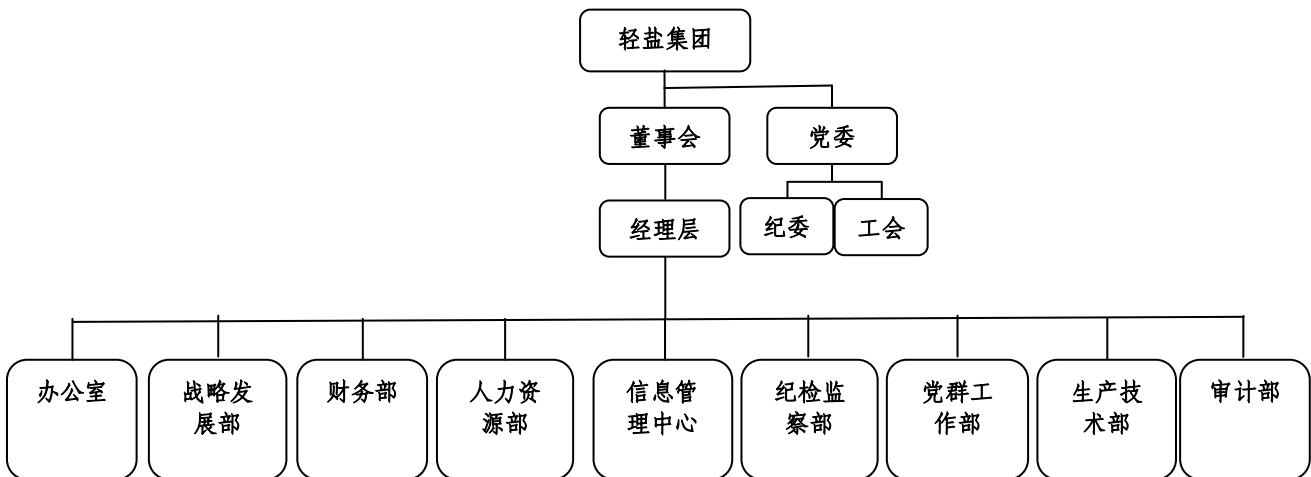 轻盐集团
董事会
党委
经理层
纪委
工会
办公室
战略发
展部
财务部
人力资
源部
信息管
理中心
纪检监
察部
党群工
作部
生产技
术部
审计部